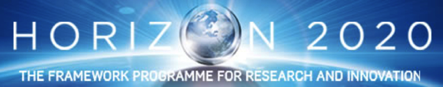 HORIZON 2020
THE FRAMEWORK PROGRAMME FOR RESEARCH AND INNOVATION